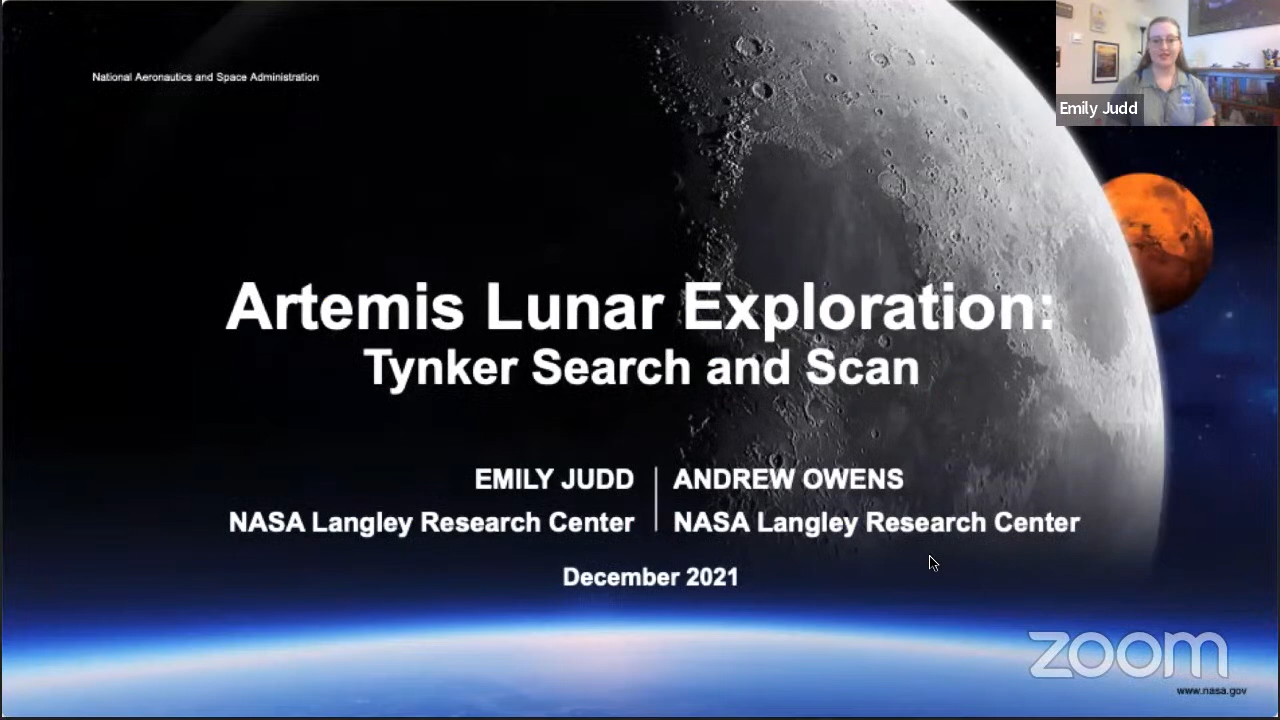 National Aeronautics and Space Administration
Emily Judd
Artemis Lunar Exploration:
Tynker Search and Scan
EMILY JUDD
ANDREW OWENS
NASA Langley Research Center
NASA Langley Research Center
December 2021
zoom
www.nasa.gov